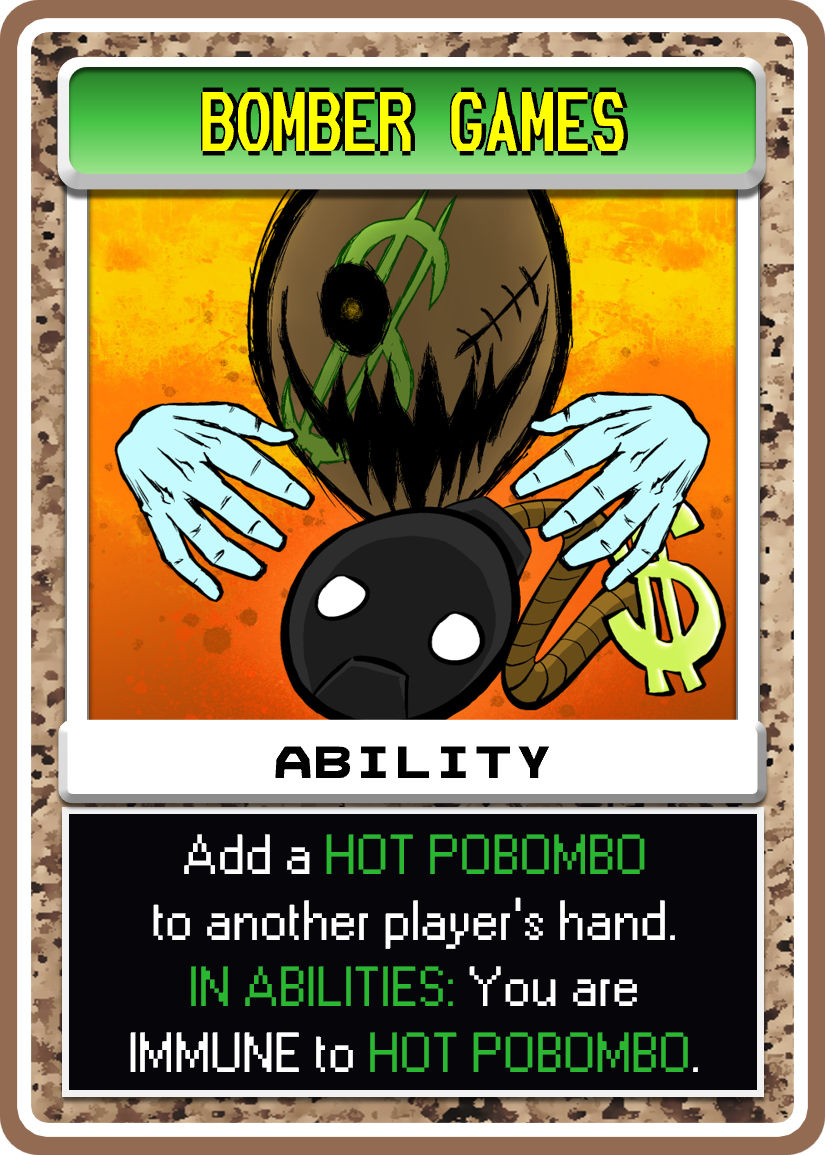 BOMBER GAMES
ABILITY
Add a HOT POBOMBO
to another player's hand.
IN ABILITIES: You are
IMMUNE to HOT POBOMBO.